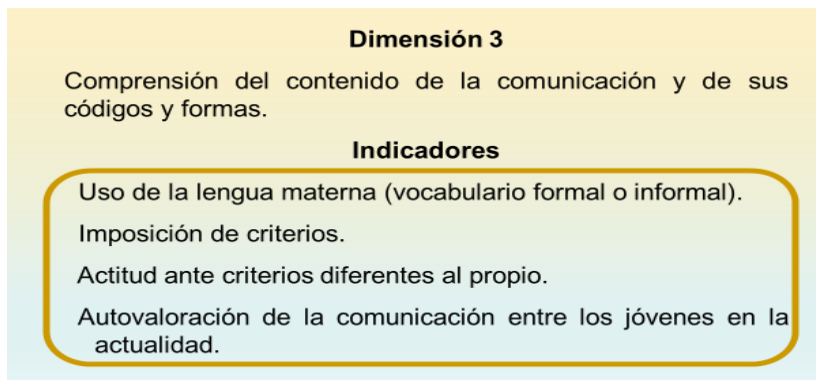 Dimensión 3
Comprensión del contenido de la comunicación y de sus
códigos y formas.
Indicadores
Uso de la lengua materna (vocabulario formal o informal).
Imposición de criterios.
Actitud ante criterios diferentes al propio.
Autovaloración de la comunicación entre los jóvenes en la
actualidad.